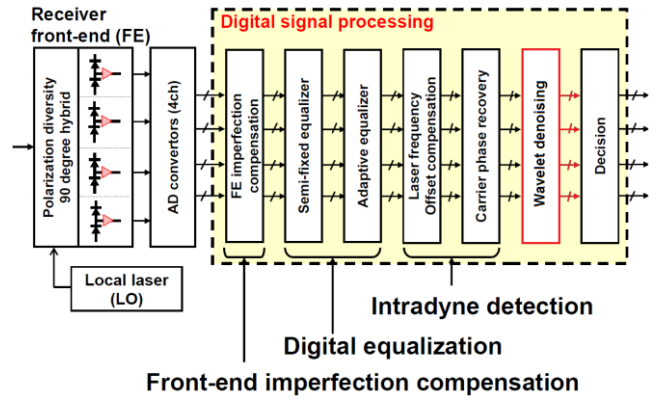 Receiver
front-end (FE)
Digital signal processing
Polarization diversity
90 degree hybrid
AD convertors (4ch)
FE imperfection
compensation
Semi-fixed equalizer
Adaptive equalizer
Laser frequency
Offset compensation
Carrier phase recovery
Wavelet denoising
Decision
Local laser
(LO)
Intradyne detection
Digital equalization
Front-end imperfection compensation